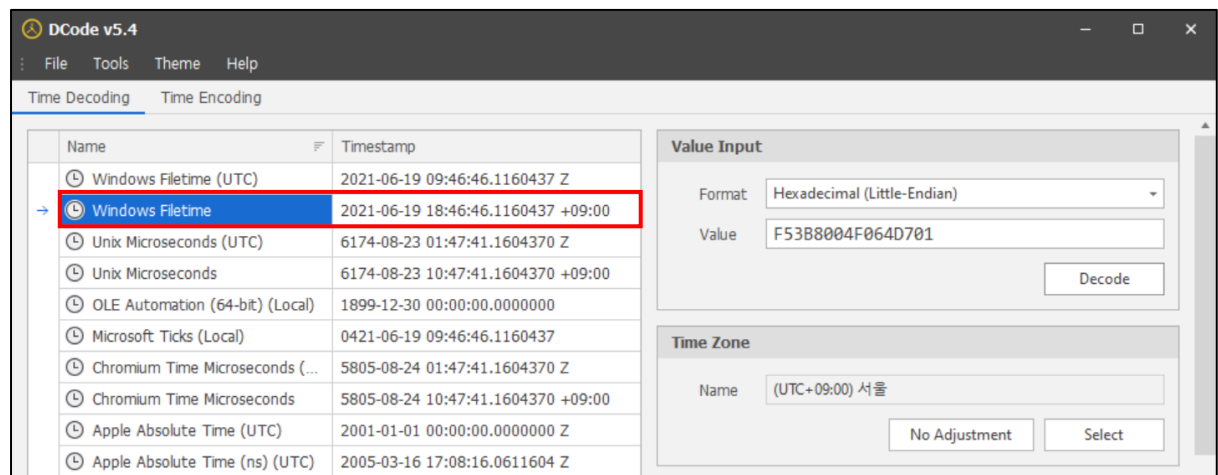 DCode v5.4
File Tools Theme Help
Time Decoding Time Encoding
Name Timestamp
Windows Filetime (UTC) 2021-06-19 09:46:46.1160437 Z
Windows Filetime 2021-06-19 18:46:46.1160437 +09:00
Unix Microseconds (UTC) 6174-08-23 01:47:41.1604370 Z
Unix Microseconds 6174-08-23 10:47:41.1604370 +09:00
OLE Automation (64-bit) (Local) 1899-12-30 00:00:00.0000000
Microsoft Ticks (Local) 0421-06-19 09:46:46.1160437
Chromium Time Microseconds (... 5805-08-24 01:47:41.1604370 Z
Chromium Time Microseconds 5805-08-24 10:47:41.1604370 +09:00
Apple Absolute Time (UTC) 2001-01-01 00:00:00.0000000 Z
Apple Absolute Time (ns) (UTC) 2005-03-16 17:08:16.0611604 Z
Value Input
Format Hexadecimal (Little-Endian)
Value F53B8004F064D701
Decode
Time Zone
Name (UTC+09:00) 서울
No Adjustment Select